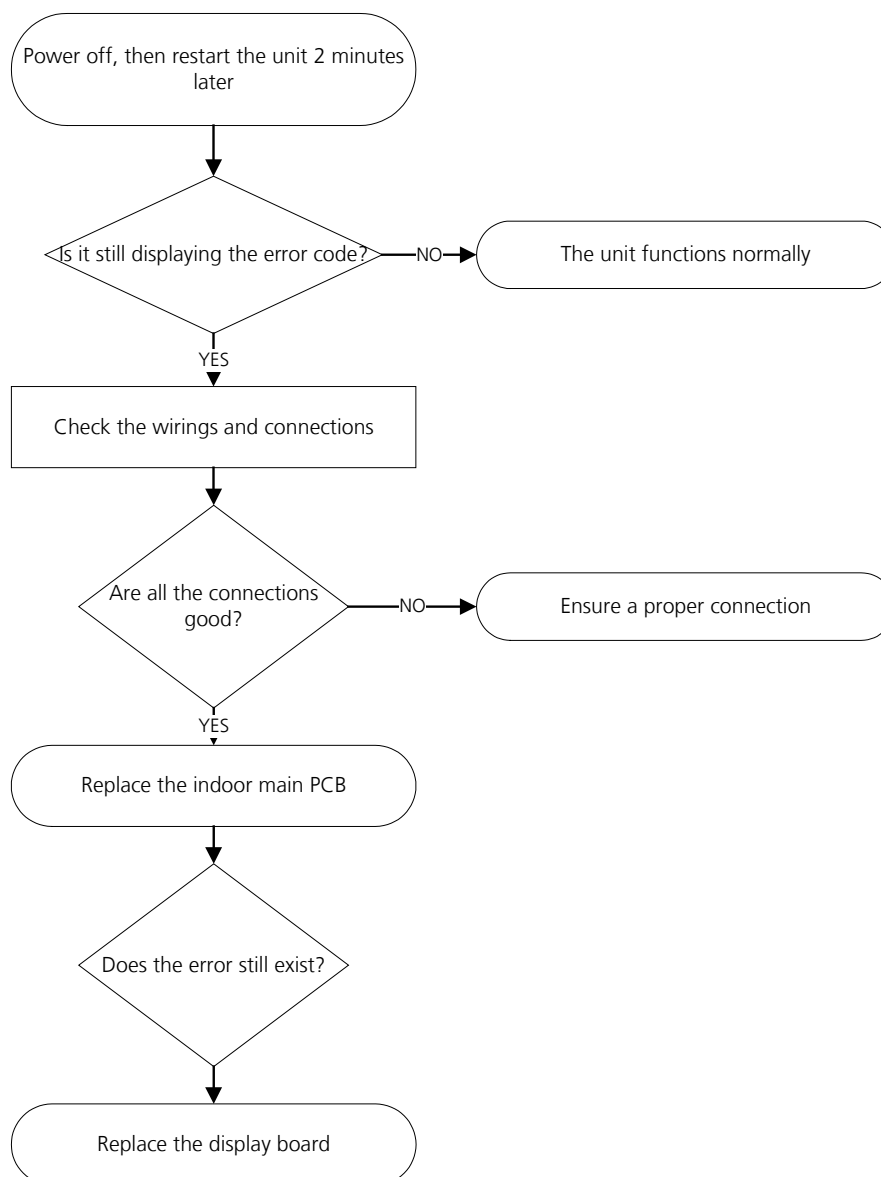 Power off, then restart the unit 2 minutes
later
Is it still displaying the error code?
NO
The unit functions normally
YES
Check the wirings and connections
Are all the connections
good?
NO
Ensure a proper connection
YES
Replace the indoor main PCB
Does the error still exist?
Replace the display board